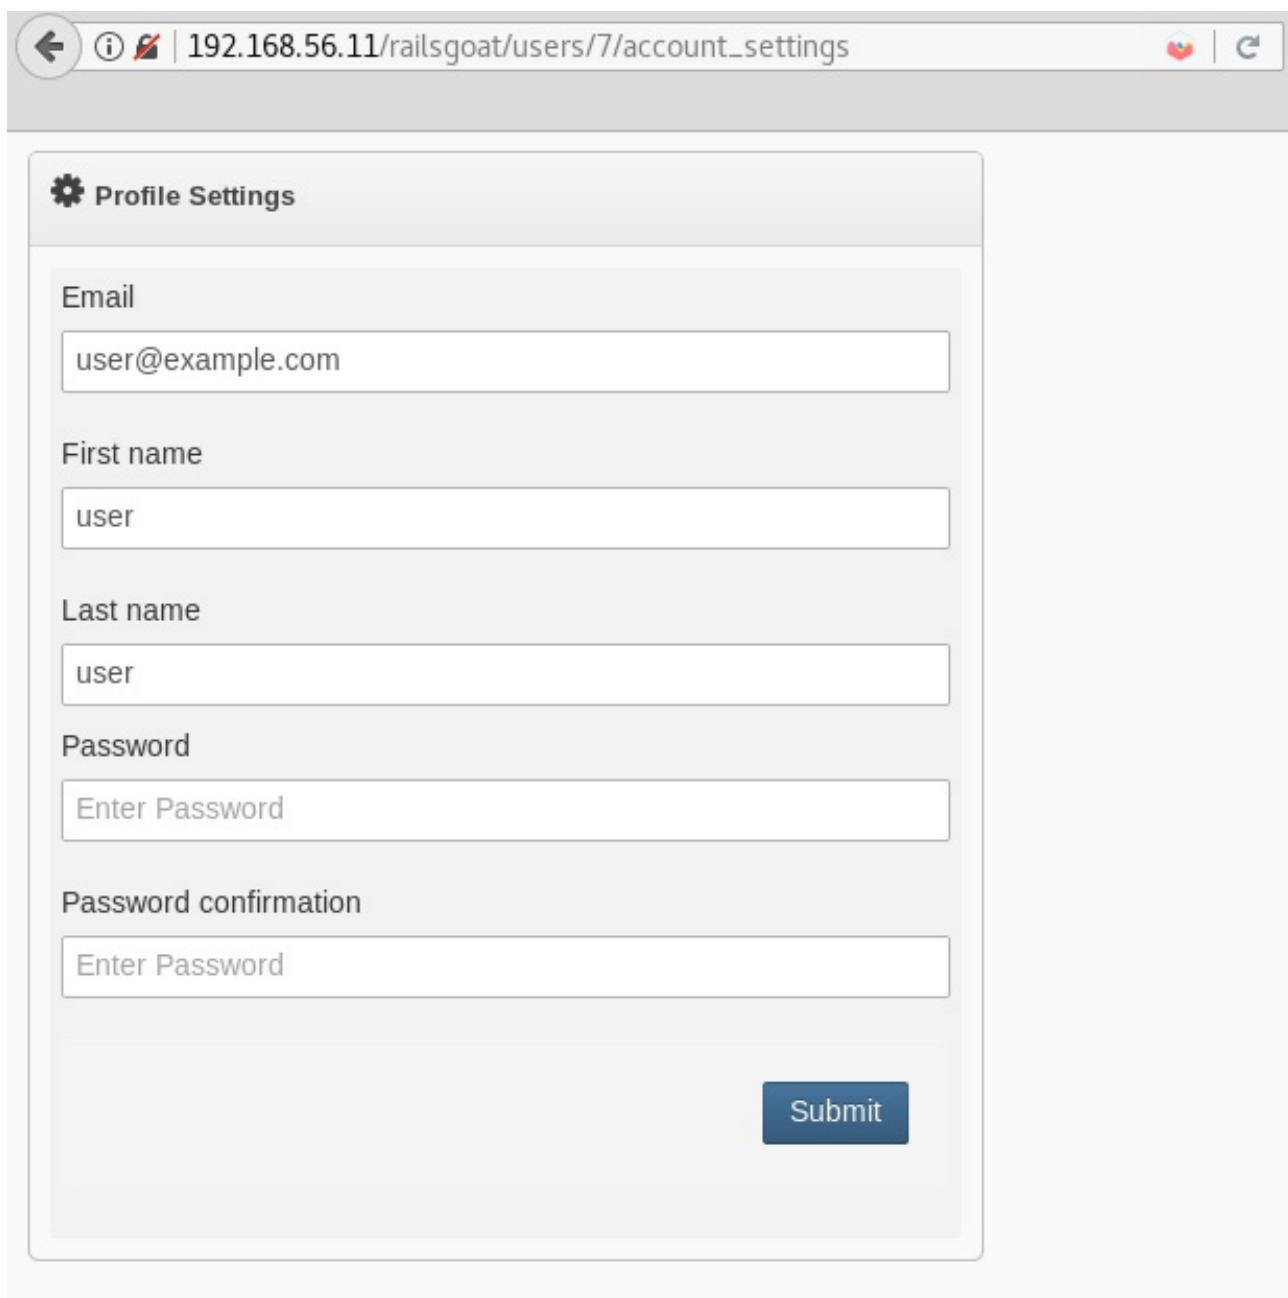 192.168.56.11/railsgoat/users/7/account_settings
Profile Settings
Email
user@example.com
First name
user
Last name
user
Password
Enter Password
Password confirmation
Enter Password
Submit